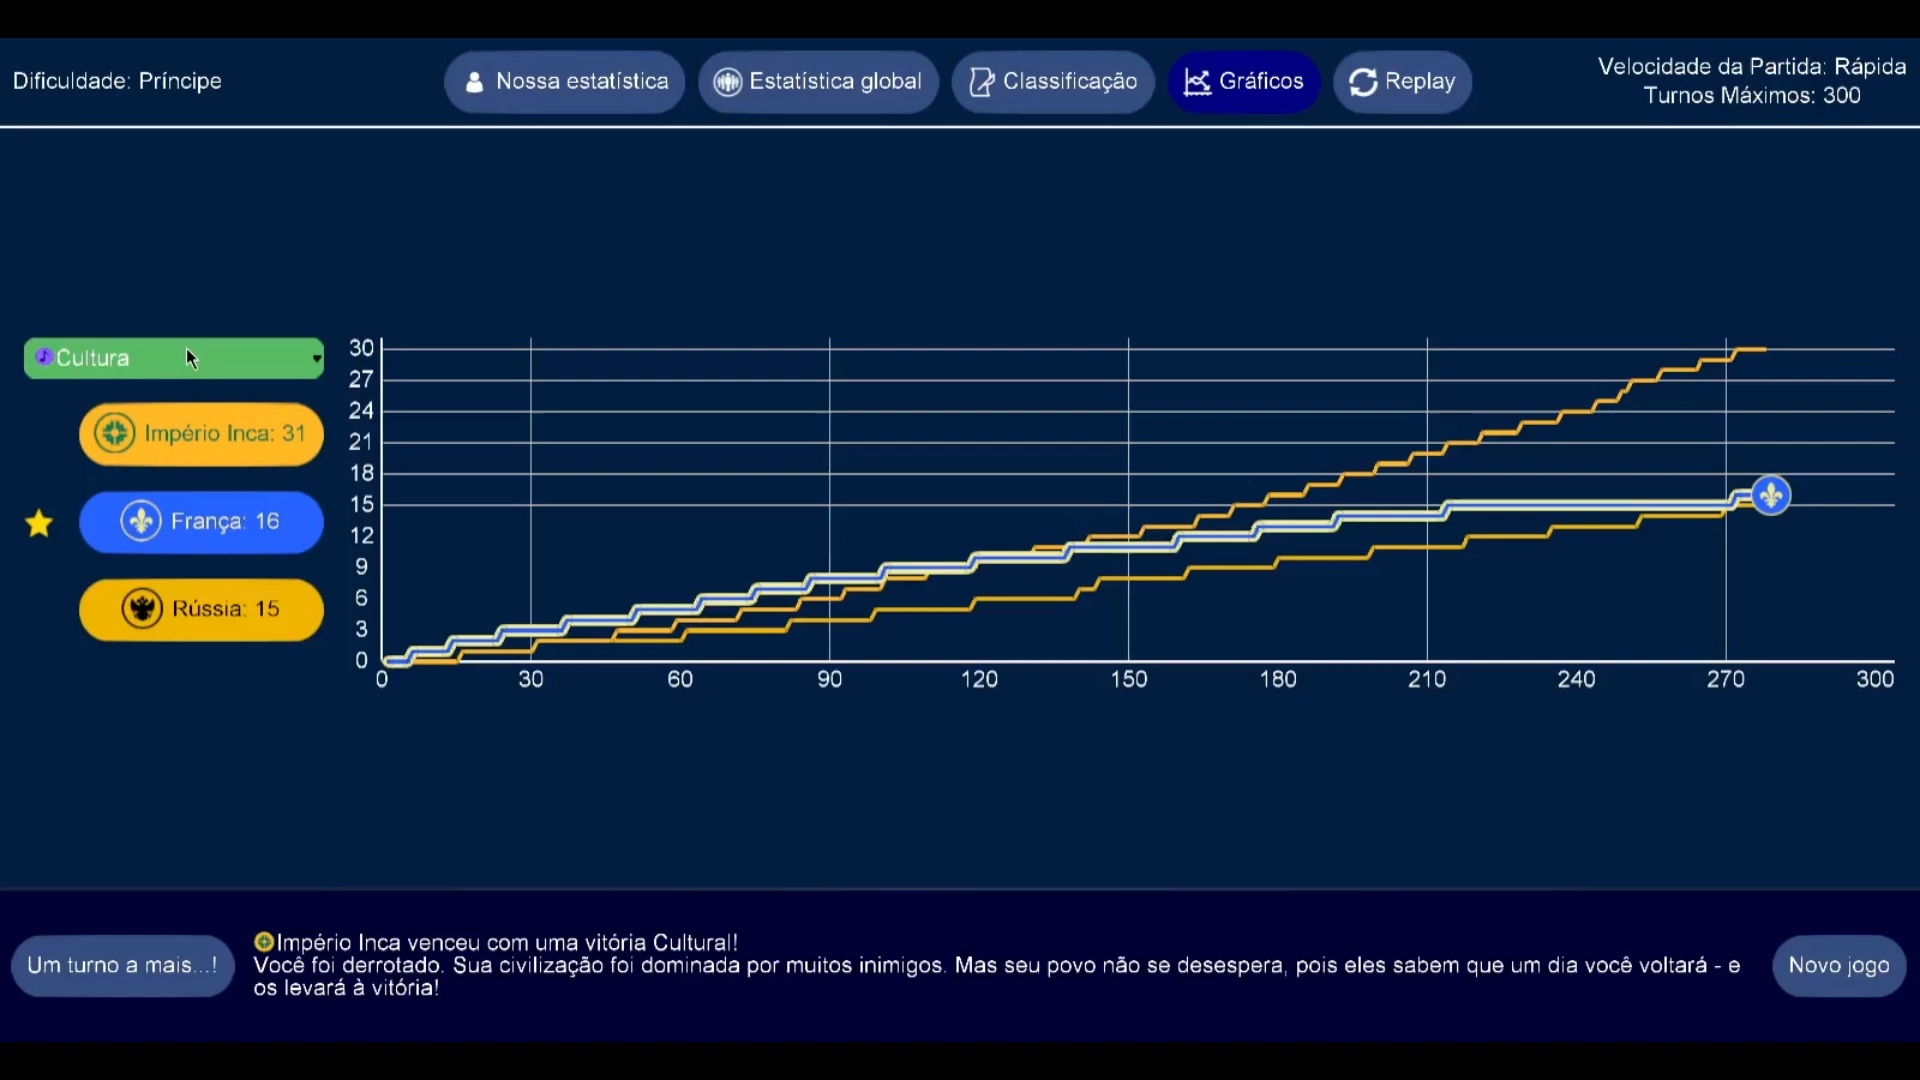 Dificuldade: Príncipe
Nossa estatística
Estatística global
Classificação
Gráficos
Replay
Velocidade da Partida: Rápida
Turnos Máximos: 300
Cultura
Império Inca: 31
França: 16
Rússia: 15
30
27
24
21
18
15
12
9
6
3
0
0 30 60 90 120 150 180 210 240 270 300
Um turno a mais...!
Império Inca venceu com uma vitória Cultural!
Você foi derrotado. Sua civilização foi dominada por muitos inimigos. Mas seu povo não se desespera, pois eles sabem que um dia você voltará - e
os levará à vitória!
Novo jogo